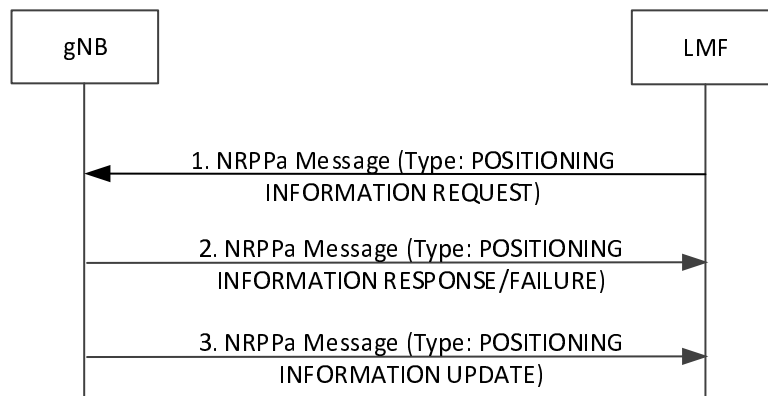 gNB
LMF
1. NRPPa Message (Type: POSITIONING
INFORMATION REQUEST)
2. NRPPa Message (Type: POSITIONING
INFORMATION RESPONSE/FAILURE)
3. NRPPa Message (Type: POSITIONING
INFORMATION UPDATE)